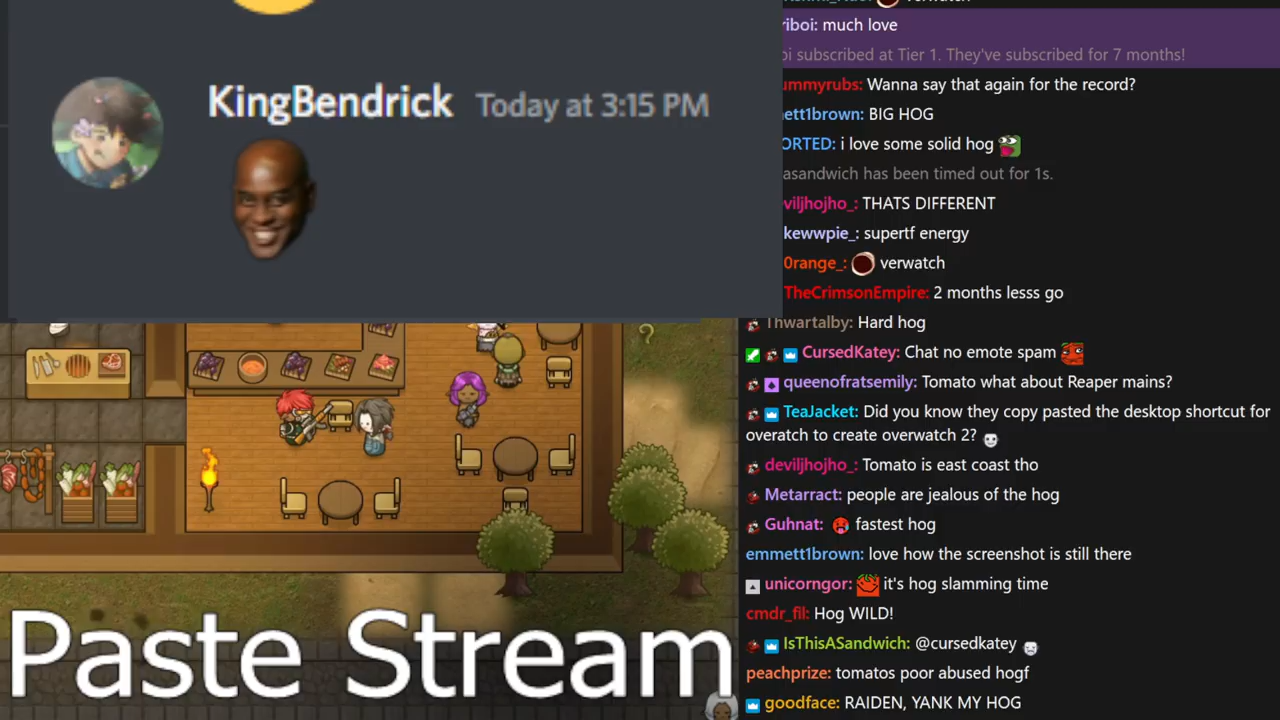 KingBendrick Today at 3:15 PM
Paste Stream
riboi: much love
bi subscribed at Tier 1. They've subscribed for 7 months!
ummyrubs: Wanna say that again for the record?
ett1brown: BIG HOG
ORTED: i love some solid hog
asandwich has been timed out for 1s.
viljhojho_: THATS DIFFERENT
kewwpie_: supertf energy
0range_: verwatch
TheCrimsonEmpire: 2 months lesss go
Thwartalby: Hard hog
CursedKatey: Chat no emote spam
queenofratsemily: Tomato what about Reaper mains?
TeaJacket: Did you know they copy pasted the desktop shortcut for
overatch to create overwatch 2?
deviljhojho_: Tomato is east coast tho
Metarract: people are jealous of the hog
Guhnat: fastest hog
emmett1brown: love how the screenshot is still there
unicorngor: it's hog slamming time
cmdr_fil: Hog WILD!
IsThisASandwich: @cursedkatey
peachprize: tomatos poor abused hogf
goodface: RAIDEN, YANK MY HOG